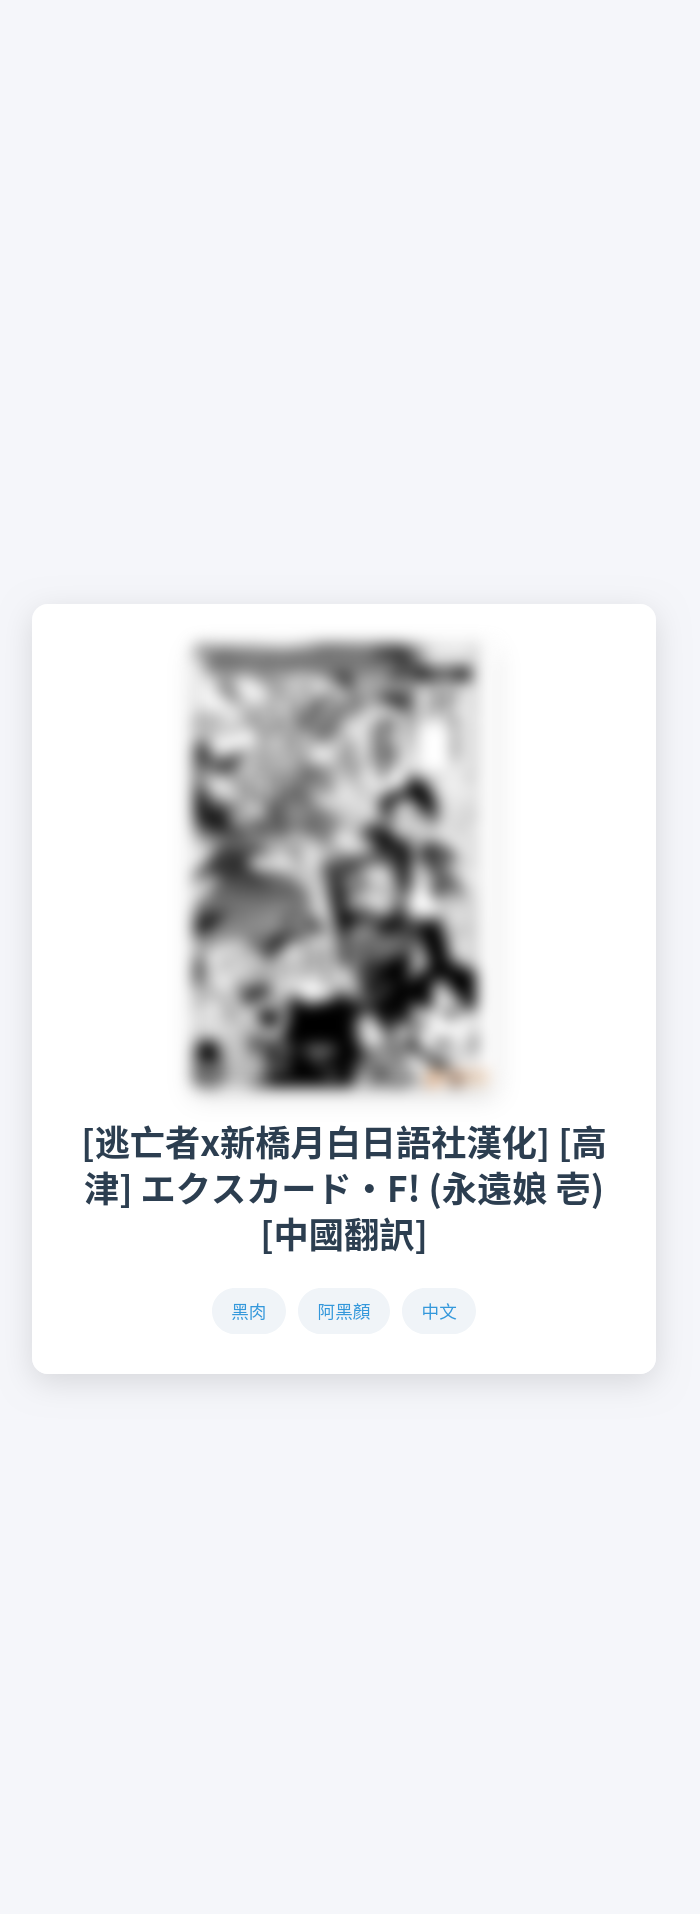 [逃亡者x新橋月白日語社漢化] [高
津] エクスカード・F! (永遠娘 壱)
[中國翻訳]
黑肉
阿黑顏
中文